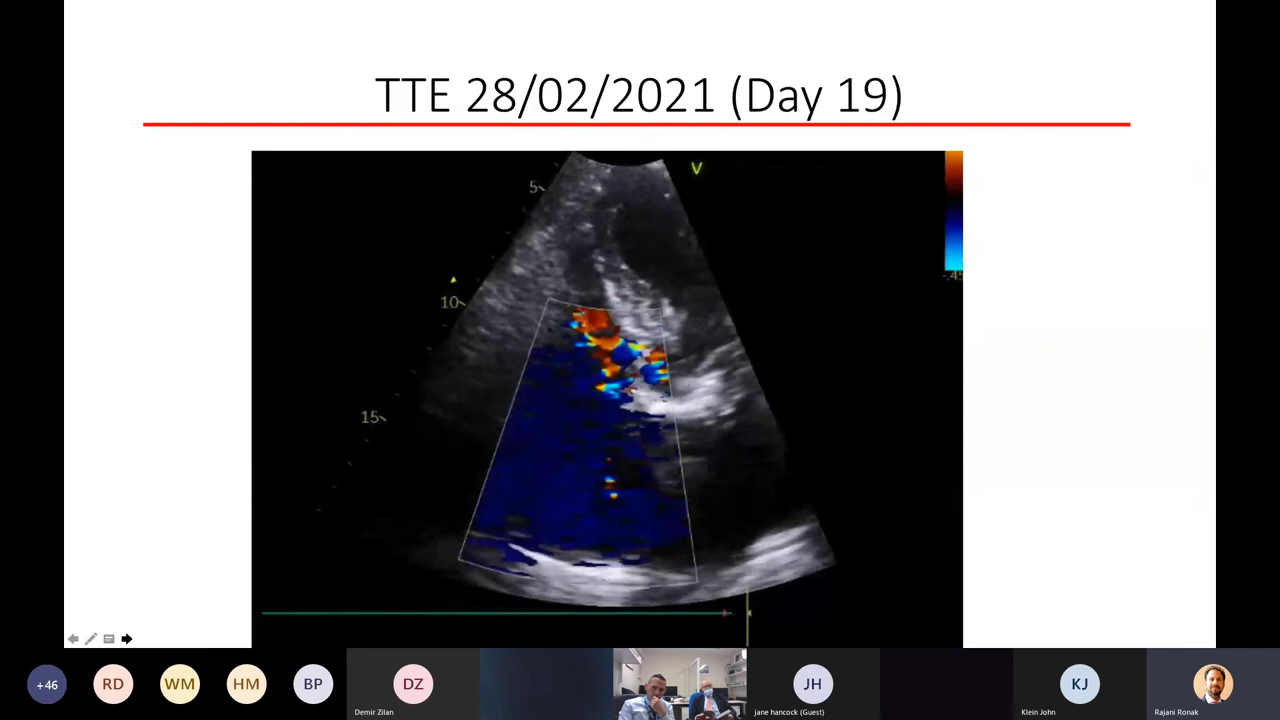 TTE 28/02/2021 (Day 19)
V
5
10
15
-.45
+46
RD
WM
HM
BP
DZ
JH
KJ
Demir Zilan
jane hancock (Guest)
Klein John
Rajani Ronak